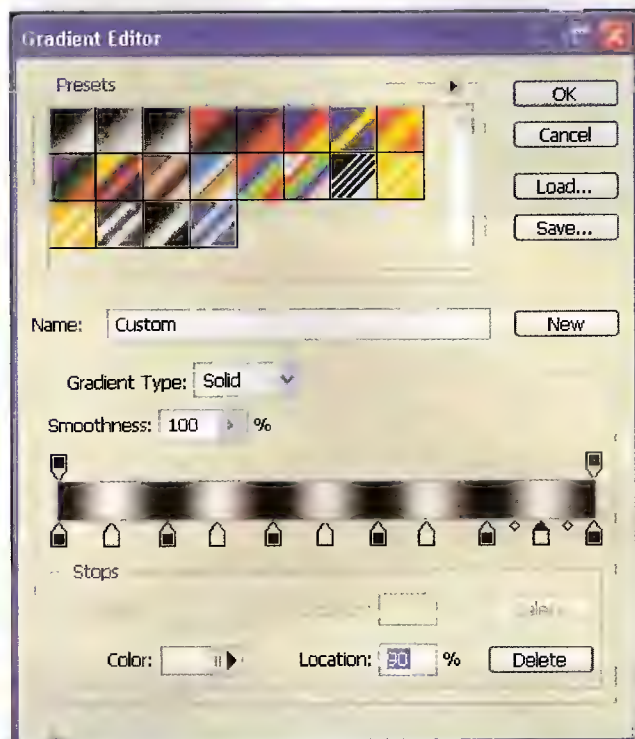 Gradient Editor
Presets
OK
Cancel
Load...
Save...
Name: Custom
New
Gradient Type: Solid
Smoothness: 100 %
Stops
Color:
Location: 90 %
Delete